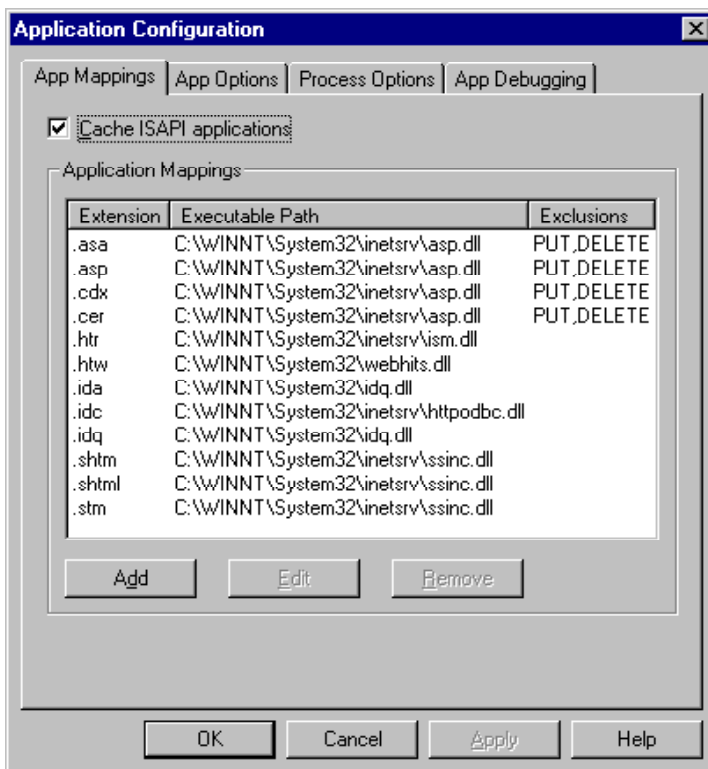 Application Configuration
App Mappings App Options Process Options App Debugging
Cache ISAPI applications
Application Mappings
Extension Executable Path Exclusions
.asa C:\WINNT\System32\inetsrv\asp.dll PUT,DELETE
.asp C:\WINNT\System32\inetsrv\asp.dll PUT,DELETE
.cdx C:\WINNT\System32\inetsrv\asp.dll PUT,DELETE
.cer C:\WINNT\System32\inetsrv\asp.dll PUT,DELETE
.htr C:\WINNT\System32\inetsrv\ism.dll
.htw C:\WINNT\System32\webhits.dll
.ida C:\WINNT\System32\idq.dll
.idc C:\WINNT\System32\inetsrv\httpodbc.dll
.idq C:\WINNT\System32\idq.dll
.shtm C:\WINNT\System32\inetsrv\ssinc.dll
.shtml C:\WINNT\System32\inetsrv\ssinc.dll
.stm C:\WINNT\System32\inetsrv\ssinc.dll
Add Edit Remove
OK Cancel Apply Help